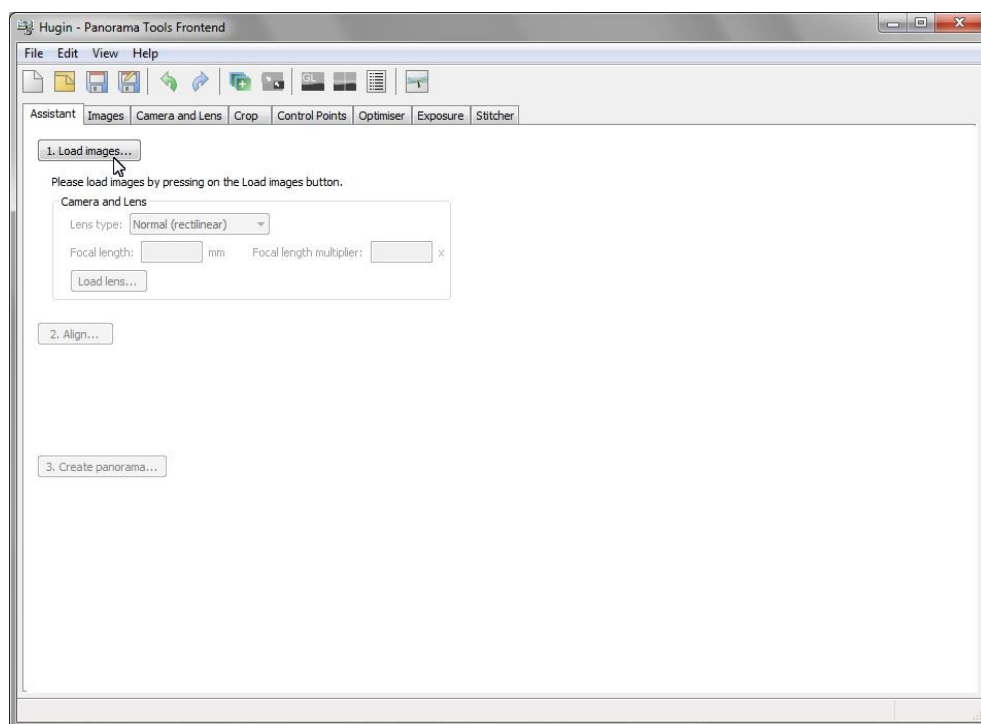 Hugin - Panorama Tools Frontend
File Edit View Help
GL
Assistant Images Camera and Lens Crop Control Points Optimiser Exposure Stitcher
1. Load images...
Please load images by pressing on the Load images button.
Camera and Lens
Lens type: Normal (rectilinear)
Focal length: mm Focal length multiplier: x
Load lens...
2. Align...
3. Create panorama...